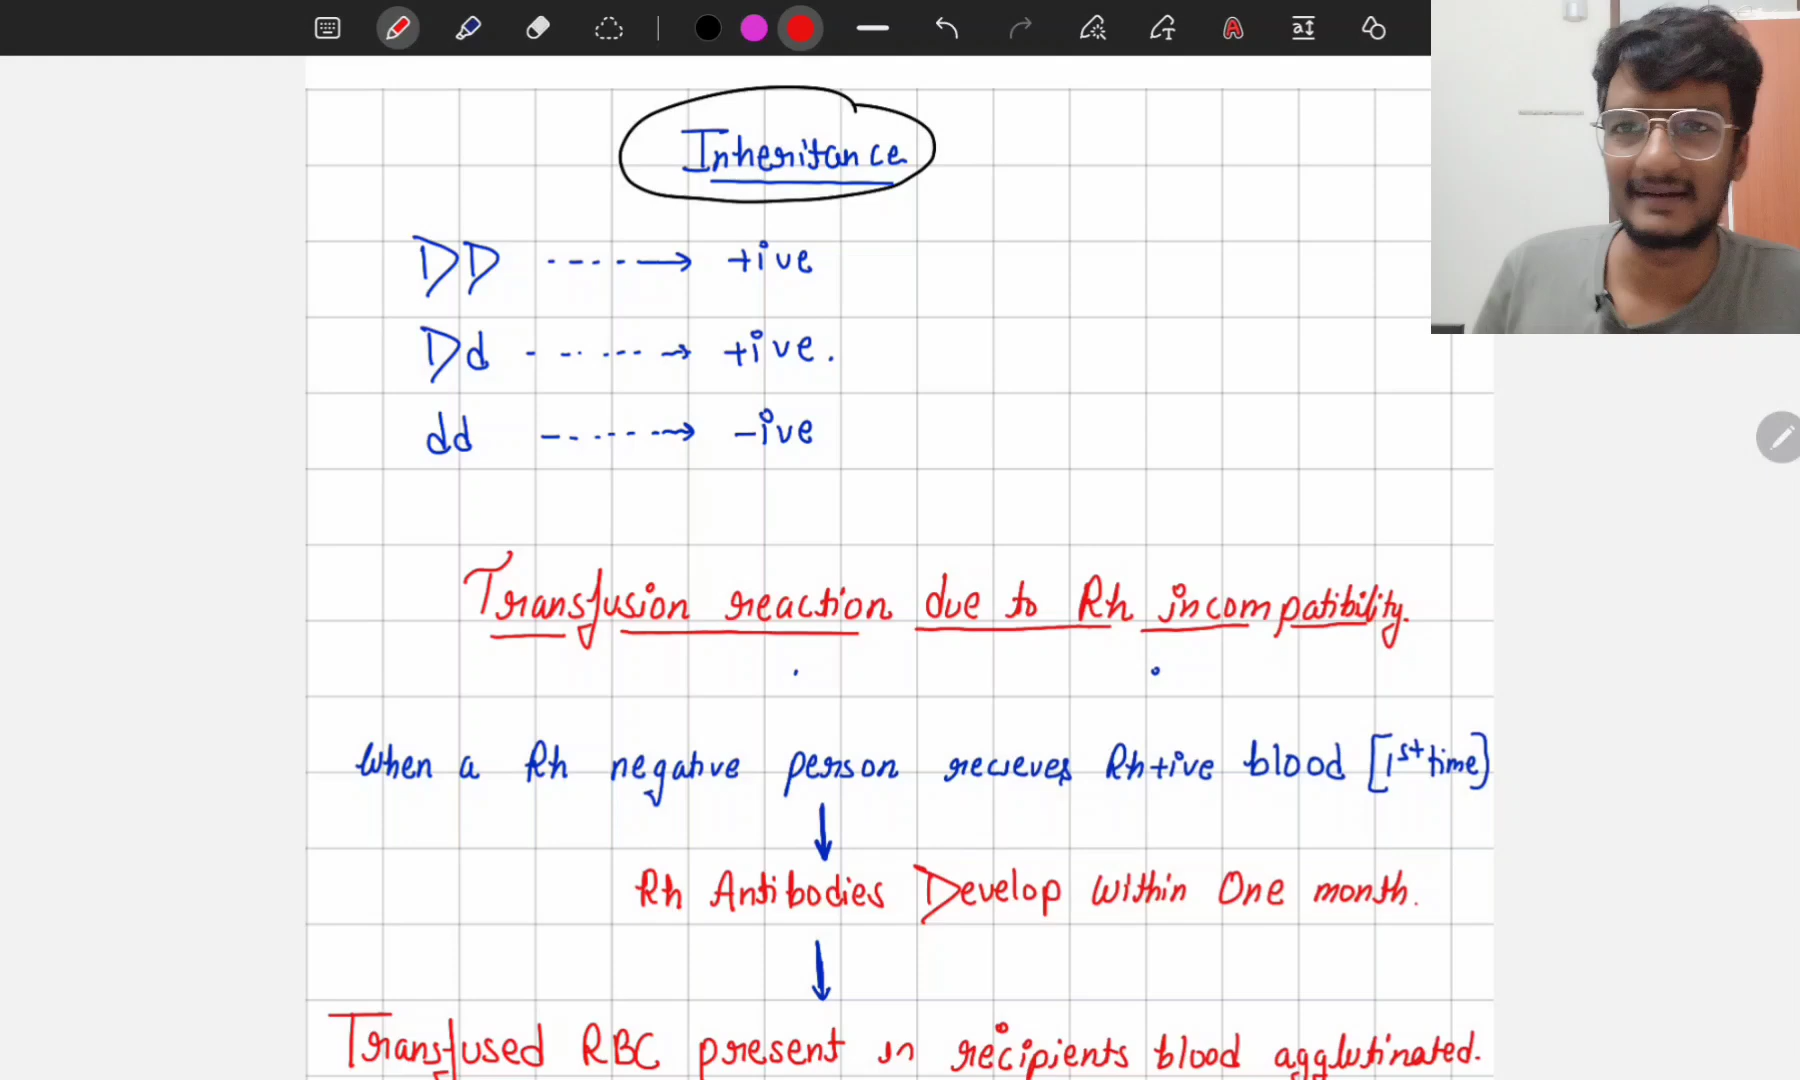 Inheritance
DD ----→ +ive
Dd ----→ +ive.
dd ----→ -ive
Transfusion reaction due to Rh incompatibility.
When a Rh negative person recieves Rh+ive blood [1st time]
↓
Rh Antibodies Develop within One month.
↓
Transfused RBC present in recipients blood agglutinated.